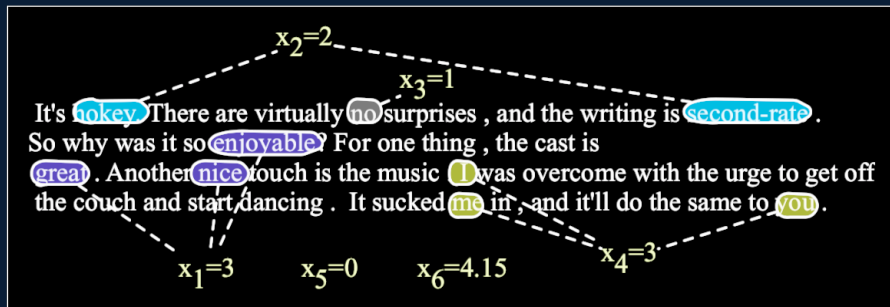 x2=2
x3=1
It's hokey. There are virtually no surprises , and the writing is second-rate .
So why was it so enjoyable? For one thing , the cast is
great . Another nice touch is the music I was overcome with the urge to get off
the couch and start dancing . It sucked me in , and it'll do the same to you .
x1=3 x5=0 x6=4.15 x4=3